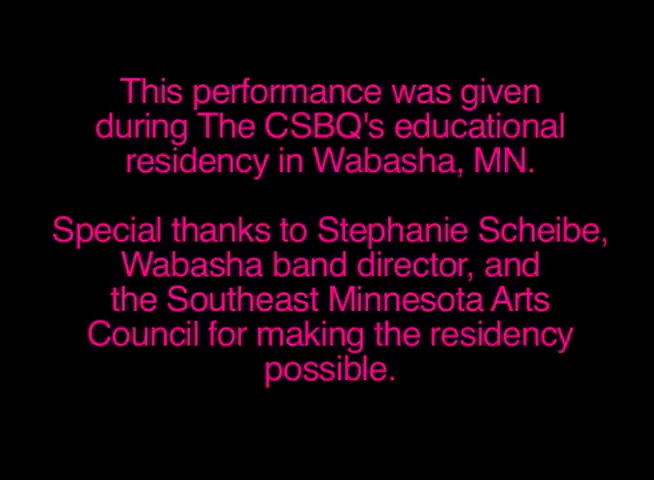 This performance was given
during The CSBQ's educational
residency in Wabasha, MN.
Special thanks to Stephanie Scheibe,
Wabasha band director, and
the Southeast Minnesota Arts
Council for making the residency
possible.